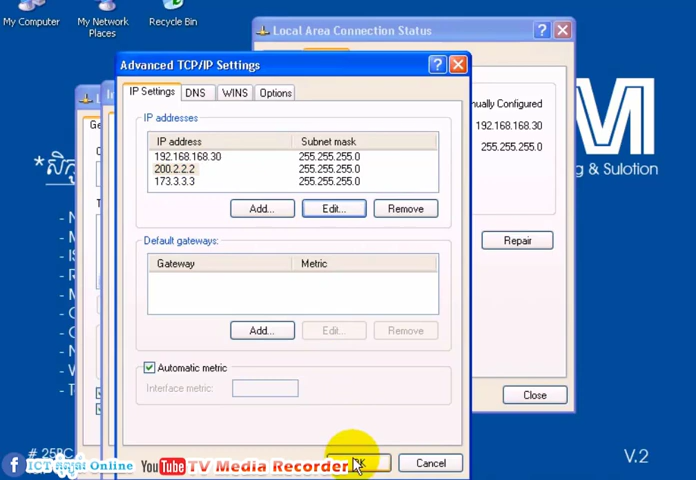 My Computer
My Network
Places
Recycle Bin
Local Area Connection Status
Advanced TCP/IP Settings
IP Settings
DNS
WINS
Options
IP addresses
IP address
Subnet mask
192.168.168.30
255.255.255.0
200.2.2.2
255.255.255.0
173.3.3.3
255.255.255.0
Add...
Edit...
Remove
Default gateways:
Gateway
Metric
Add...
Edit...
Remove
Automatic metric
Interface metric:
Cancel
nually Configured
192.168.168.30
255.255.255.0
Repair
Close
M
g & Sulotion
V.2
Online
YouTube TV Media Recorder